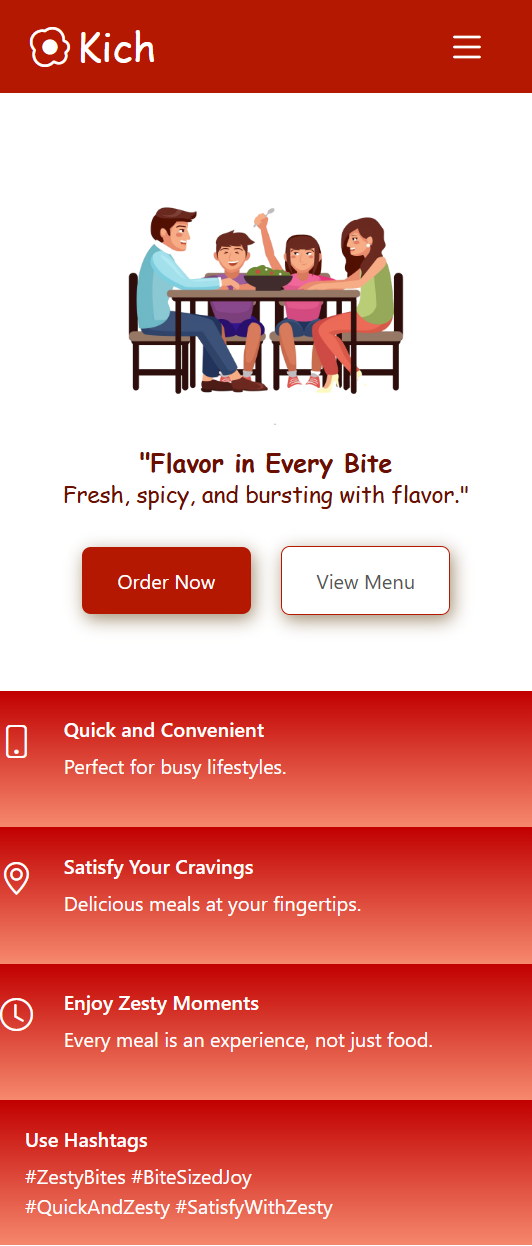 Kich
"Flavor in Every Bite
Fresh, spicy, and bursting with flavor."
Order Now
View Menu
Quick and Convenient
Perfect for busy lifestyles.
Satisfy Your Cravings
Delicious meals at your fingertips.
Enjoy Zesty Moments
Every meal is an experience, not just food.
Use Hashtags
#ZestyBites #BiteSizedJoy
#QuickAndZesty #SatisfyWithZesty